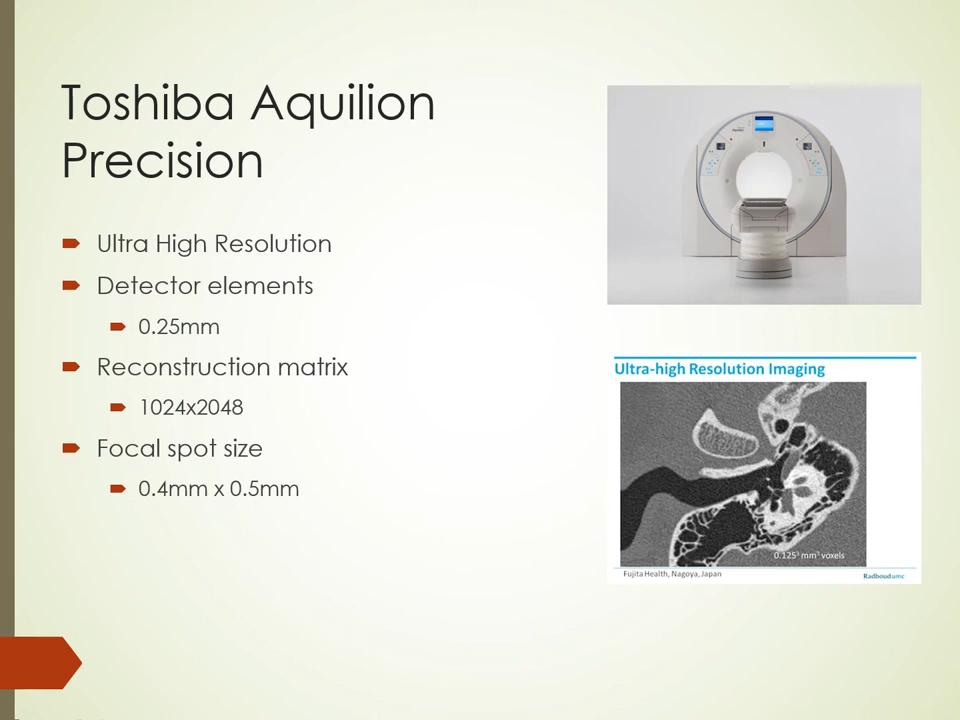 Toshiba Aquilion
Precision
Ultra High Resolution
Detector elements
0.25mm
Reconstruction matrix
1024x2048
Focal spot size
0.4mm x 0.5mm
Ultra-high Resolution Imaging
0.125³ mm³ voxels
Fujita Health, Nagoya, Japan
Radboudumc